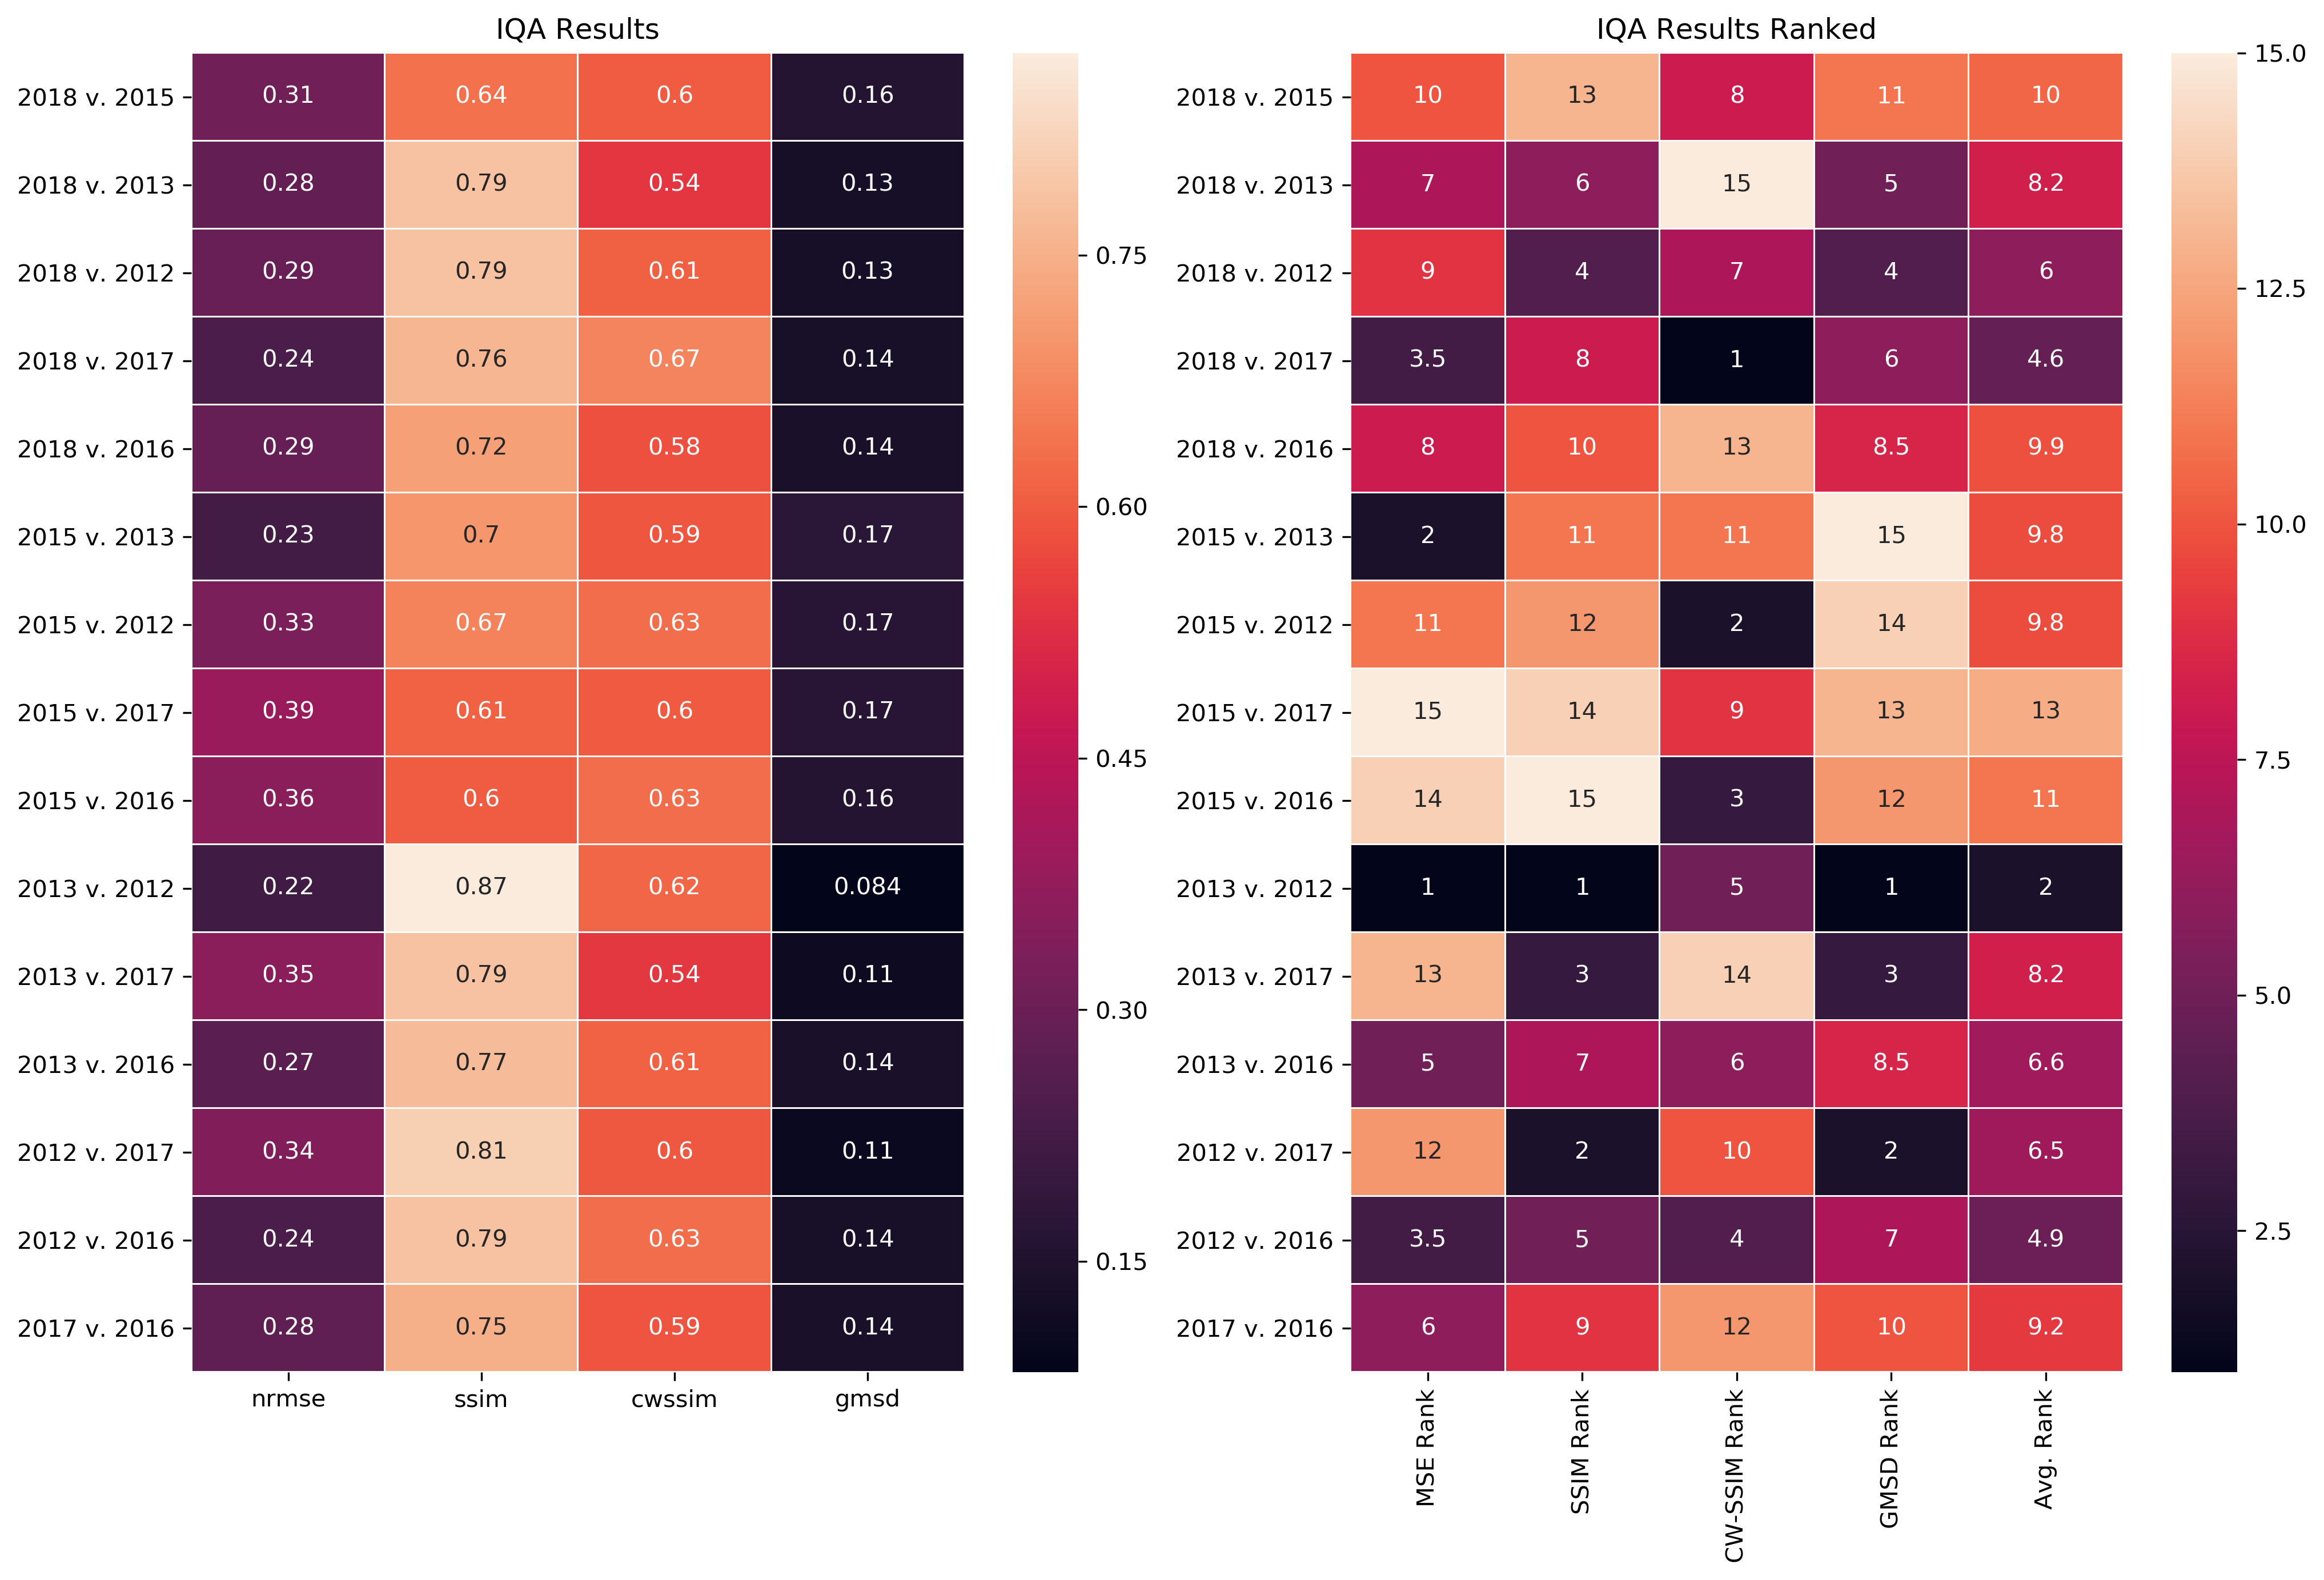 IQA Results
2018 v. 2015 0.31 0.64 0.6 0.16
2018 v. 2013 0.28 0.79 0.54 0.13
2018 v. 2012 0.29 0.79 0.61 0.13
2018 v. 2017 0.24 0.76 0.67 0.14
2018 v. 2016 0.29 0.72 0.58 0.14
2015 v. 2013 0.23 0.7 0.59 0.17
2015 v. 2012 0.33 0.67 0.63 0.17
2015 v. 2017 0.39 0.61 0.6 0.17
2015 v. 2016 0.36 0.6 0.63 0.16
2013 v. 2012 0.22 0.87 0.62 0.084
2013 v. 2017 0.35 0.79 0.54 0.11
2013 v. 2016 0.27 0.77 0.61 0.14
2012 v. 2017 0.34 0.81 0.6 0.11
2012 v. 2016 0.24 0.79 0.63 0.14
2017 v. 2016 0.28 0.75 0.59 0.14
nrmse ssim cwssim gmsd
0.75
0.60
0.45
0.30
0.15
IQA Results Ranked
2018 v. 2015 10 13 8 11 10
2018 v. 2013 7 6 15 5 8.2
2018 v. 2012 9 4 7 4 6
2018 v. 2017 3.5 8 1 6 4.6
2018 v. 2016 8 10 13 8.5 9.9
2015 v. 2013 2 11 11 15 9.8
2015 v. 2012 11 12 2 14 9.8
2015 v. 2017 15 14 9 13 13
2015 v. 2016 14 15 3 12 11
2013 v. 2012 1 1 5 1 2
2013 v. 2017 13 3 14 3 8.2
2013 v. 2016 5 7 6 8.5 6.6
2012 v. 2017 12 2 10 2 6.5
2012 v. 2016 3.5 5 4 7 4.9
2017 v. 2016 6 9 12 10 9.2
MSE Rank
SSIM Rank
CW-SSIM Rank
GMSD Rank
Avg. Rank
15.0
12.5
10.0
7.5
5.0
2.5